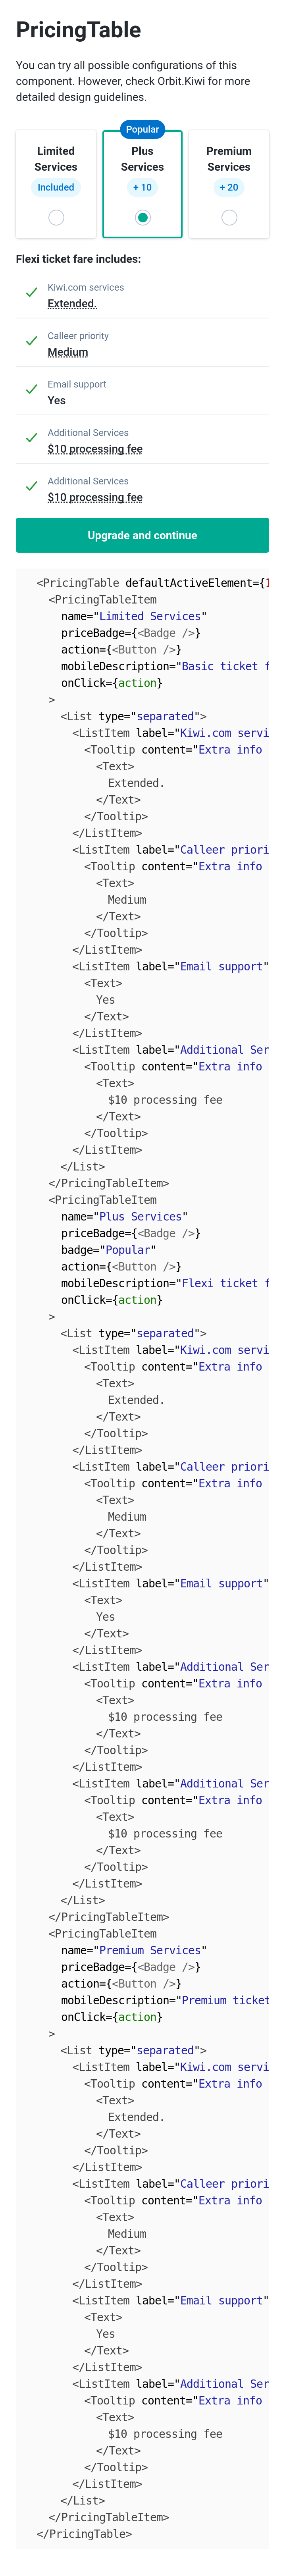 PricingTable
You can try all possible configurations of this
component. However, check Orbit.Kiwi for more
detailed design guidelines.
Popular
Limited
Services
Included
Plus
Services
+ 10
Premium
Services
+ 20
Flexi ticket fare includes:
Kiwi.com services
Extended.
Calleer priority
Medium
Email support
Yes
Additional Services
$10 processing fee
Additional Services
$10 processing fee
Upgrade and continue
<PricingTable defaultActiveElement={1
<PricingTableItem
name="Limited Services"
priceBadge={<Badge />}
action={<Button />}
mobileDescription="Basic ticket f
onClick={action}
>
<List type="separated">
<ListItem label="Kiwi.com servi
<Tooltip content="Extra info
<Text>
Extended.
</Text>
</Tooltip>
</ListItem>
<ListItem label="Calleer priori
<Tooltip content="Extra info
<Text>
Medium
</Text>
</Tooltip>
</ListItem>
<ListItem label="Email support"
<Text>
Yes
</Text>
</ListItem>
<ListItem label="Additional Ser
<Tooltip content="Extra info
<Text>
$10 processing fee
</Text>
</Tooltip>
</ListItem>
</List>
</PricingTableItem>
<PricingTableItem
name="Plus Services"
priceBadge={<Badge />}
badge="Popular"
action={<Button />}
mobileDescription="Flexi ticket f
onClick={action}
>
<List type="separated">
<ListItem label="Kiwi.com servi
<Tooltip content="Extra info
<Text>
Extended.
</Text>
</Tooltip>
</ListItem>
<ListItem label="Calleer priori
<Tooltip content="Extra info
<Text>
Medium
</Text>
</Tooltip>
</ListItem>
<ListItem label="Email support"
<Text>
Yes
</Text>
</ListItem>
<ListItem label="Additional Ser
<Tooltip content="Extra info
<Text>
$10 processing fee
</Text>
</Tooltip>
</ListItem>
<ListItem label="Additional Ser
<Tooltip content="Extra info
<Text>
$10 processing fee
</Text>
</Tooltip>
</ListItem>
</List>
</PricingTableItem>
<PricingTableItem
name="Premium Services"
priceBadge={<Badge />}
action={<Button />}
mobileDescription="Premium ticket
onClick={action}
>
<List type="separated">
<ListItem label="Kiwi.com servi
<Tooltip content="Extra info
<Text>
Extended.
</Text>
</Tooltip>
</ListItem>
<ListItem label="Calleer priori
<Tooltip content="Extra info
<Text>
Medium
</Text>
</Tooltip>
</ListItem>
<ListItem label="Email support"
<Text>
Yes
</Text>
</ListItem>
<ListItem label="Additional Ser
<Tooltip content="Extra info
<Text>
$10 processing fee
</Text>
</Tooltip>
</ListItem>
</List>
</PricingTableItem>
</PricingTable>